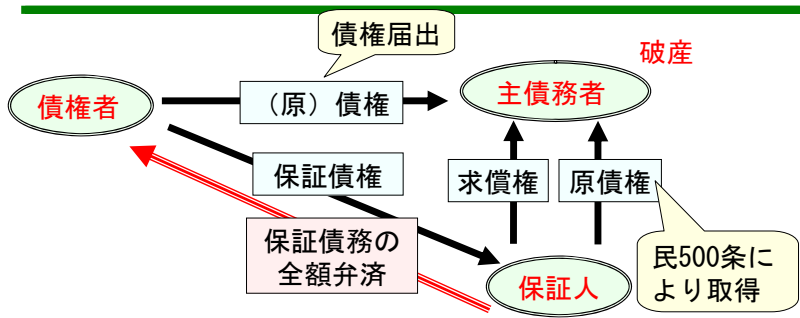 債権届出
破産
債権者
（原）債権
主債務者
保証債権
求償権
原債権
保証債務の
全額弁済
民500条に
より取得
保証人